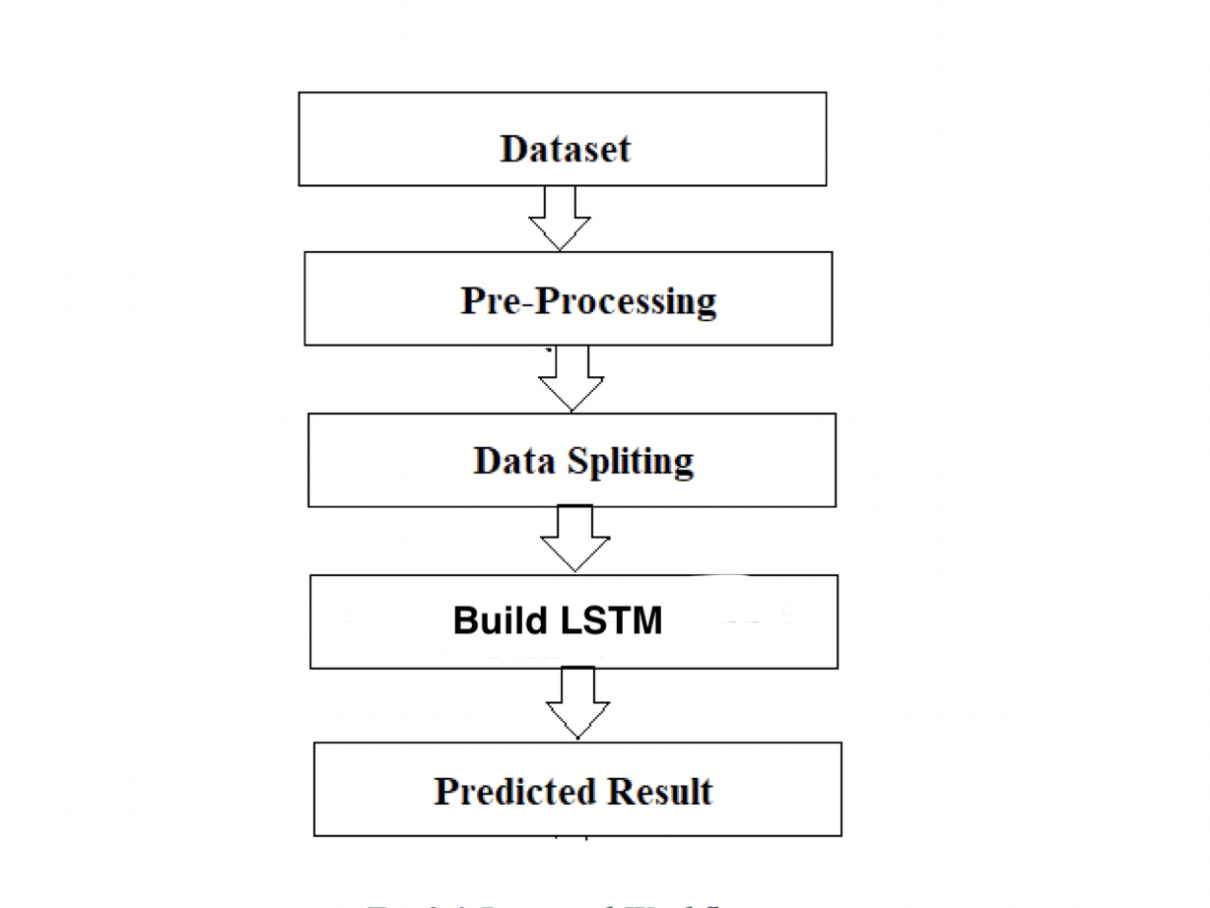 Dataset
Pre-Processing
Data Spliting
Build LSTM
Predicted Result